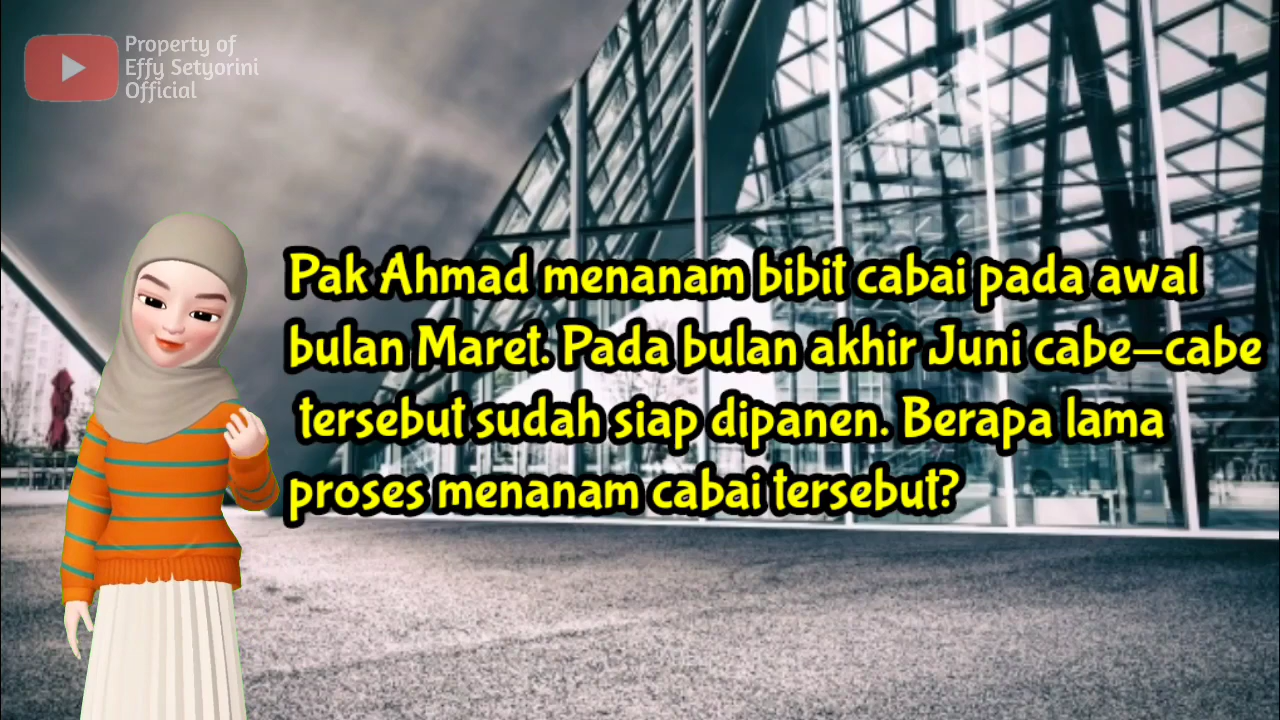 Property of
Effy Setyorini
Official
Pak Ahmad menanam bibit cabai pada awal
bulan Maret. Pada bulan akhir Juni cabe-cabe
tersebut sudah siap dipanen. Berapa lama
proses menanam cabai tersebut?